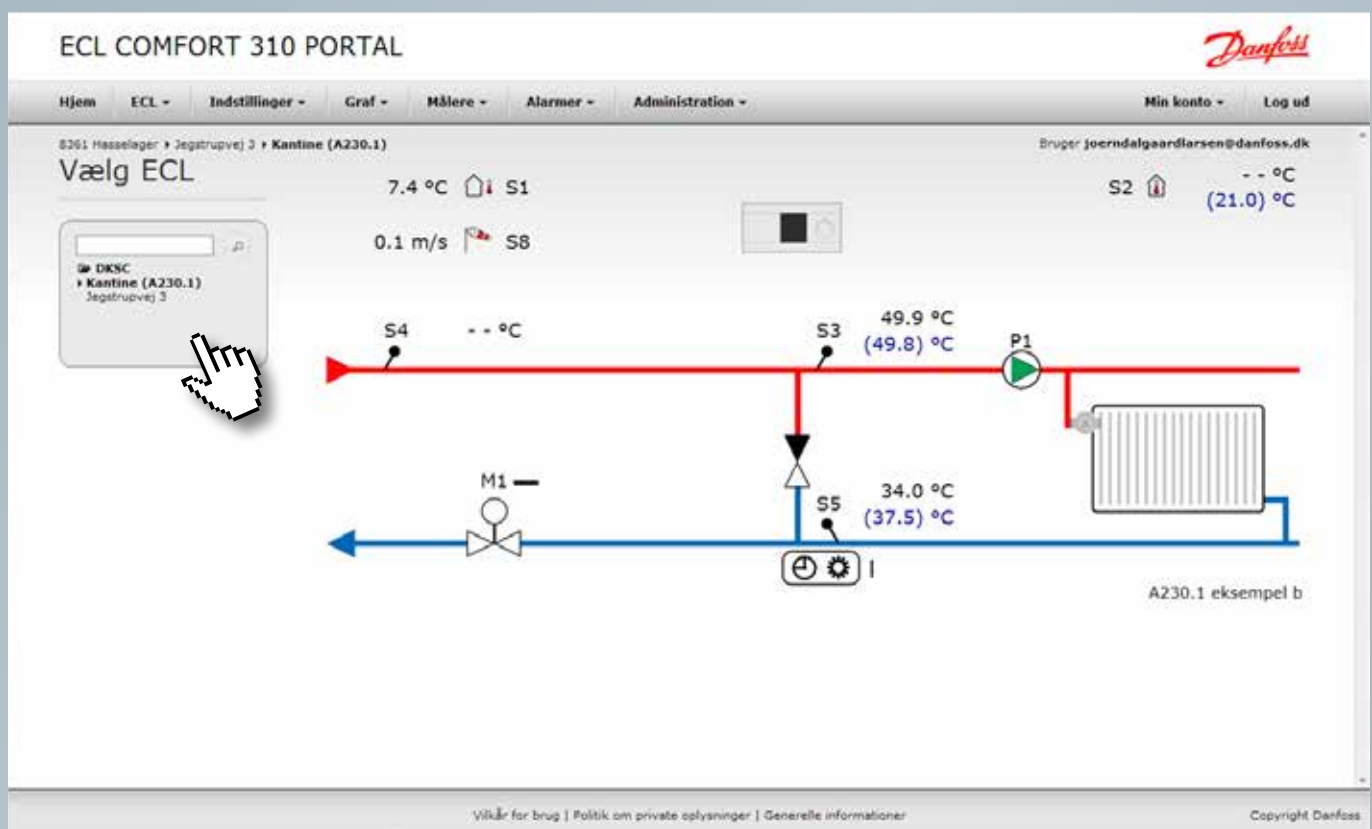 ECL COMFORT 310 PORTAL
Danfoss
Hjem ECL Indstillinger Graf Målere Alarmer Administration Min konto Log ud
8361 Hasselager Jegstrupvej 3 Kantine (A230.1)
Bruger joerndalgaardlarsen@danfoss.dk
Vælg ECL
7.4 °C S1
S2 - - °C
(21.0) °C
0.1 m/s S8
DKSC
Kantine (A230.1)
Jegstrupvej 3
S4 - - °C
S3 49.9 °C
(49.8) °C
P1
M1
S5 34.0 °C
(37.5) °C
I
A230.1 eksempel b
Vilkår for brug | Politik om private oplysninger | Generelle informationer
Copyright Danfoss